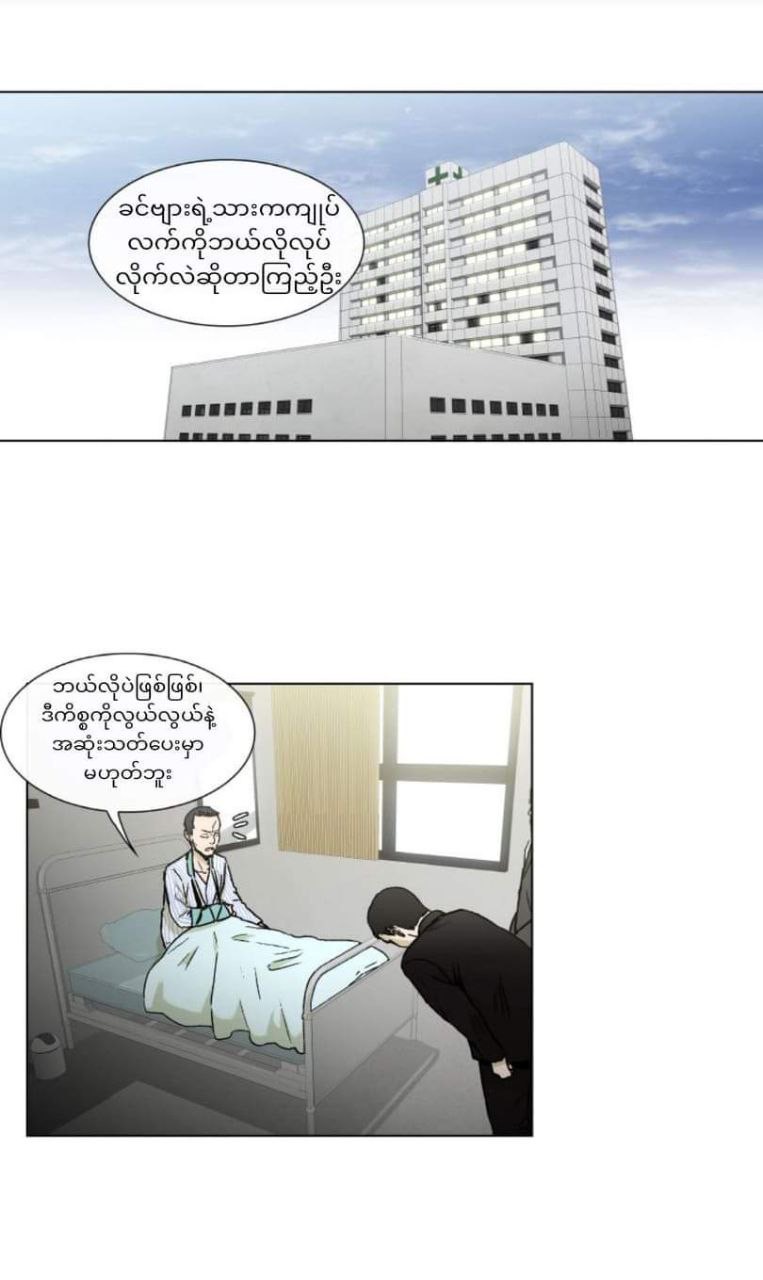 ခင်ဗျားရဲ့သားကကျုပ်
လက်ကိုဘယ်လိုလုပ်
လိုက်လဲဆိုတာကြည့်ဦး
ဘယ်လိုပဲဖြစ်ဖြစ်၊
ဒီကိစ္စကိုလွယ်လွယ်နဲ့
အဆုံးသတ်ပေးမှာ
မဟုတ်ဘူး